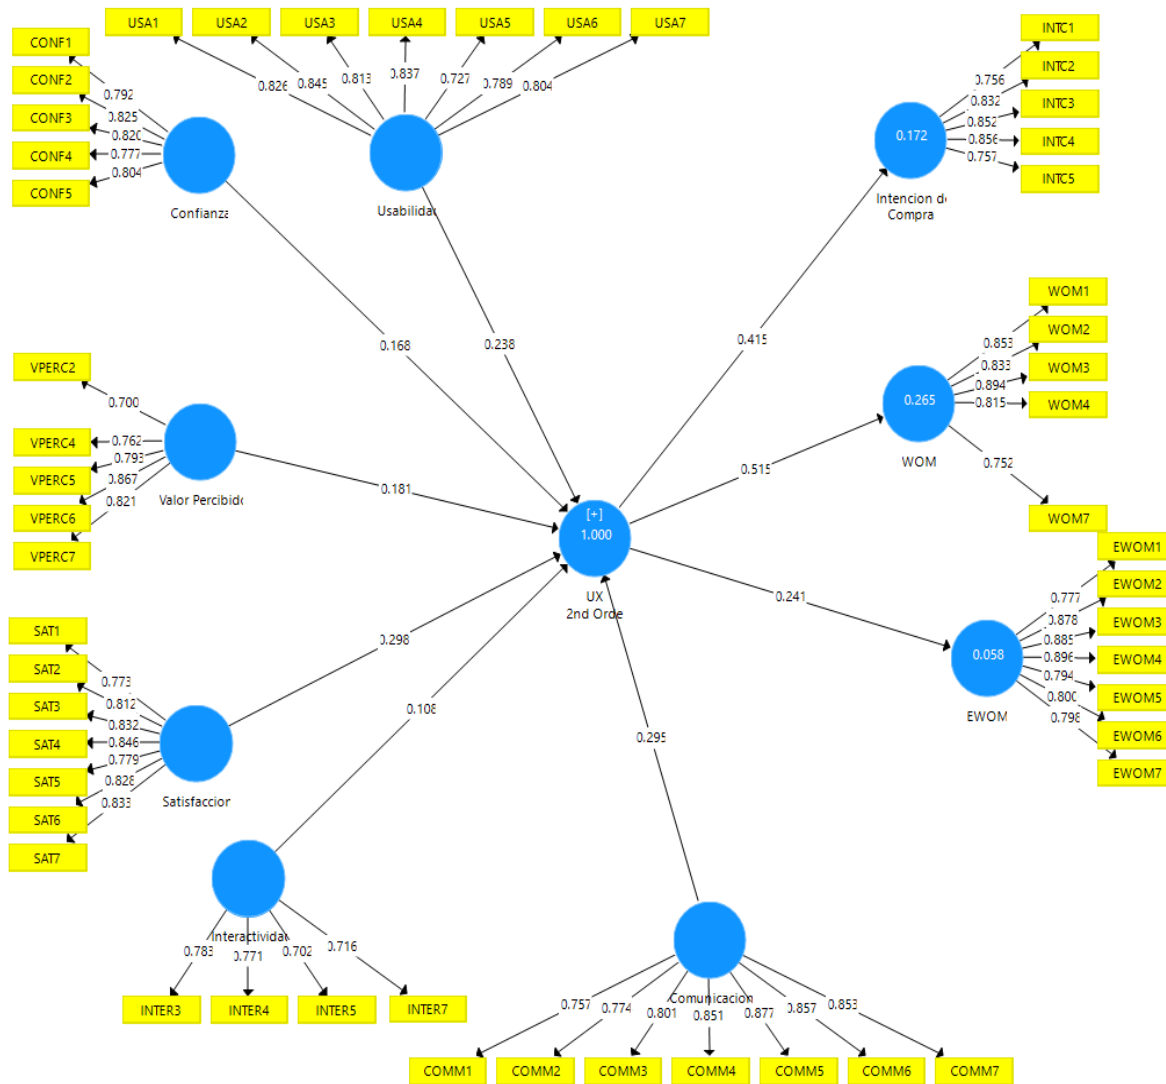 USA1
USA2
USA3
USA4
USA5
USA6
USA7
0.826
0.845
0.813
0.837
0.727
0.789
0.804
Usabilidad
CONF1
CONF2
CONF3
CONF4
CONF5
0.792
0.825
0.820
0.777
0.804
Confianza
INTC1
INTC2
INTC3
INTC4
INTC5
0.756
0.832
0.852
0.856
0.757
0.172
Intencion de
Compra
0.168
0.238
0.415
VPERC2
VPERC4
VPERC5
VPERC6
VPERC7
0.700
0.762
0.793
0.867
0.821
Valor Percibido
0.181
WOM1
WOM2
WOM3
WOM4
WOM7
0.853
0.833
0.894
0.815
0.752
0.265
WOM
0.515
[+]
1.000
UX
2nd Orde
0.241
EWOM1
EWOM2
EWOM3
EWOM4
EWOM5
EWOM6
EWOM7
0.777
0.878
0.885
0.896
0.794
0.800
0.798
0.058
EWOM
SAT1
SAT2
SAT3
SAT4
SAT5
SAT6
SAT7
0.773
0.812
0.832
0.846
0.779
0.828
0.833
Satisfaccion
0.298
0.108
0.295
Interactividad
0.783
0.771
0.702
0.716
INTER3
INTER4
INTER5
INTER7
Comunicacion
0.757
0.774
0.801
0.851
0.877
0.857
0.853
COMM1
COMM2
COMM3
COMM4
COMM5
COMM6
COMM7